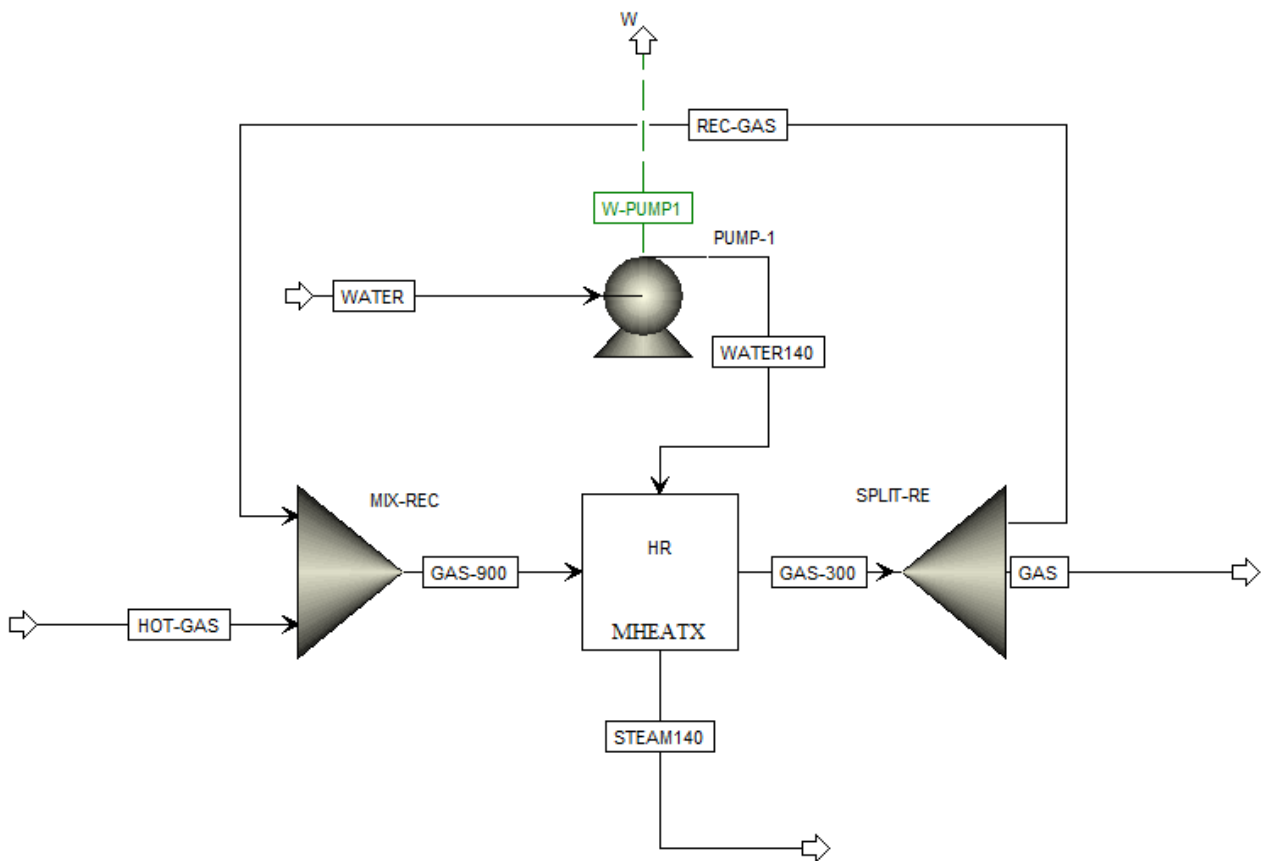 W
REC-GAS
W-PUMP1
PUMP-1
WATER
WATER140
MIX-REC
SPLIT-RE
HR
GAS-900
GAS-300
GAS
HOT-GAS
MHEATX
STEAM140